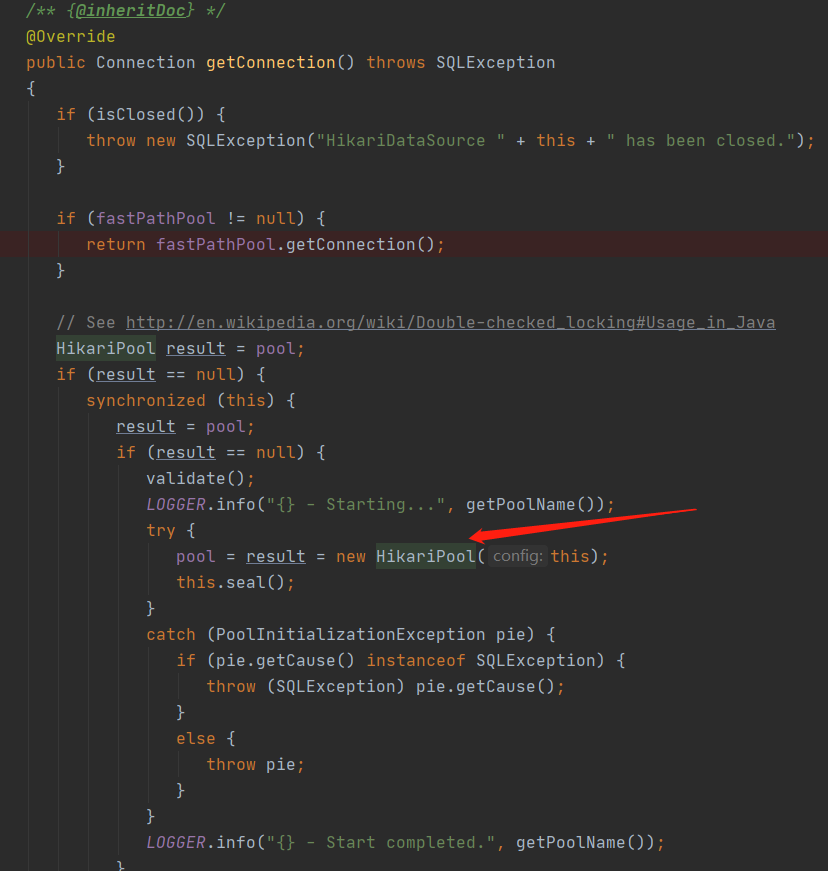 /** {@inheritDoc} */
@Override
public Connection getConnection() throws SQLException
{
if (isClosed()) {
throw new SQLException("HikariDataSource " + this + " has been closed.");
}
if (fastPathPool != null) {
return fastPathPool.getConnection();
}
// See http://en.wikipedia.org/wiki/Double-checked_locking#Usage_in_Java
HikariPool result = pool;
if (result == null) {
synchronized (this) {
result = pool;
if (result == null) {
validate();
LOGGER.info("{} - Starting...", getPoolName());
try {
pool = result = new HikariPool( config: this);
this.seal();
}
catch (PoolInitializationException pie) {
if (pie.getCause() instanceof SQLException) {
throw (SQLException) pie.getCause();
}
else {
throw pie;
}
}
LOGGER.info("{} - Start completed.", getPoolName());
}